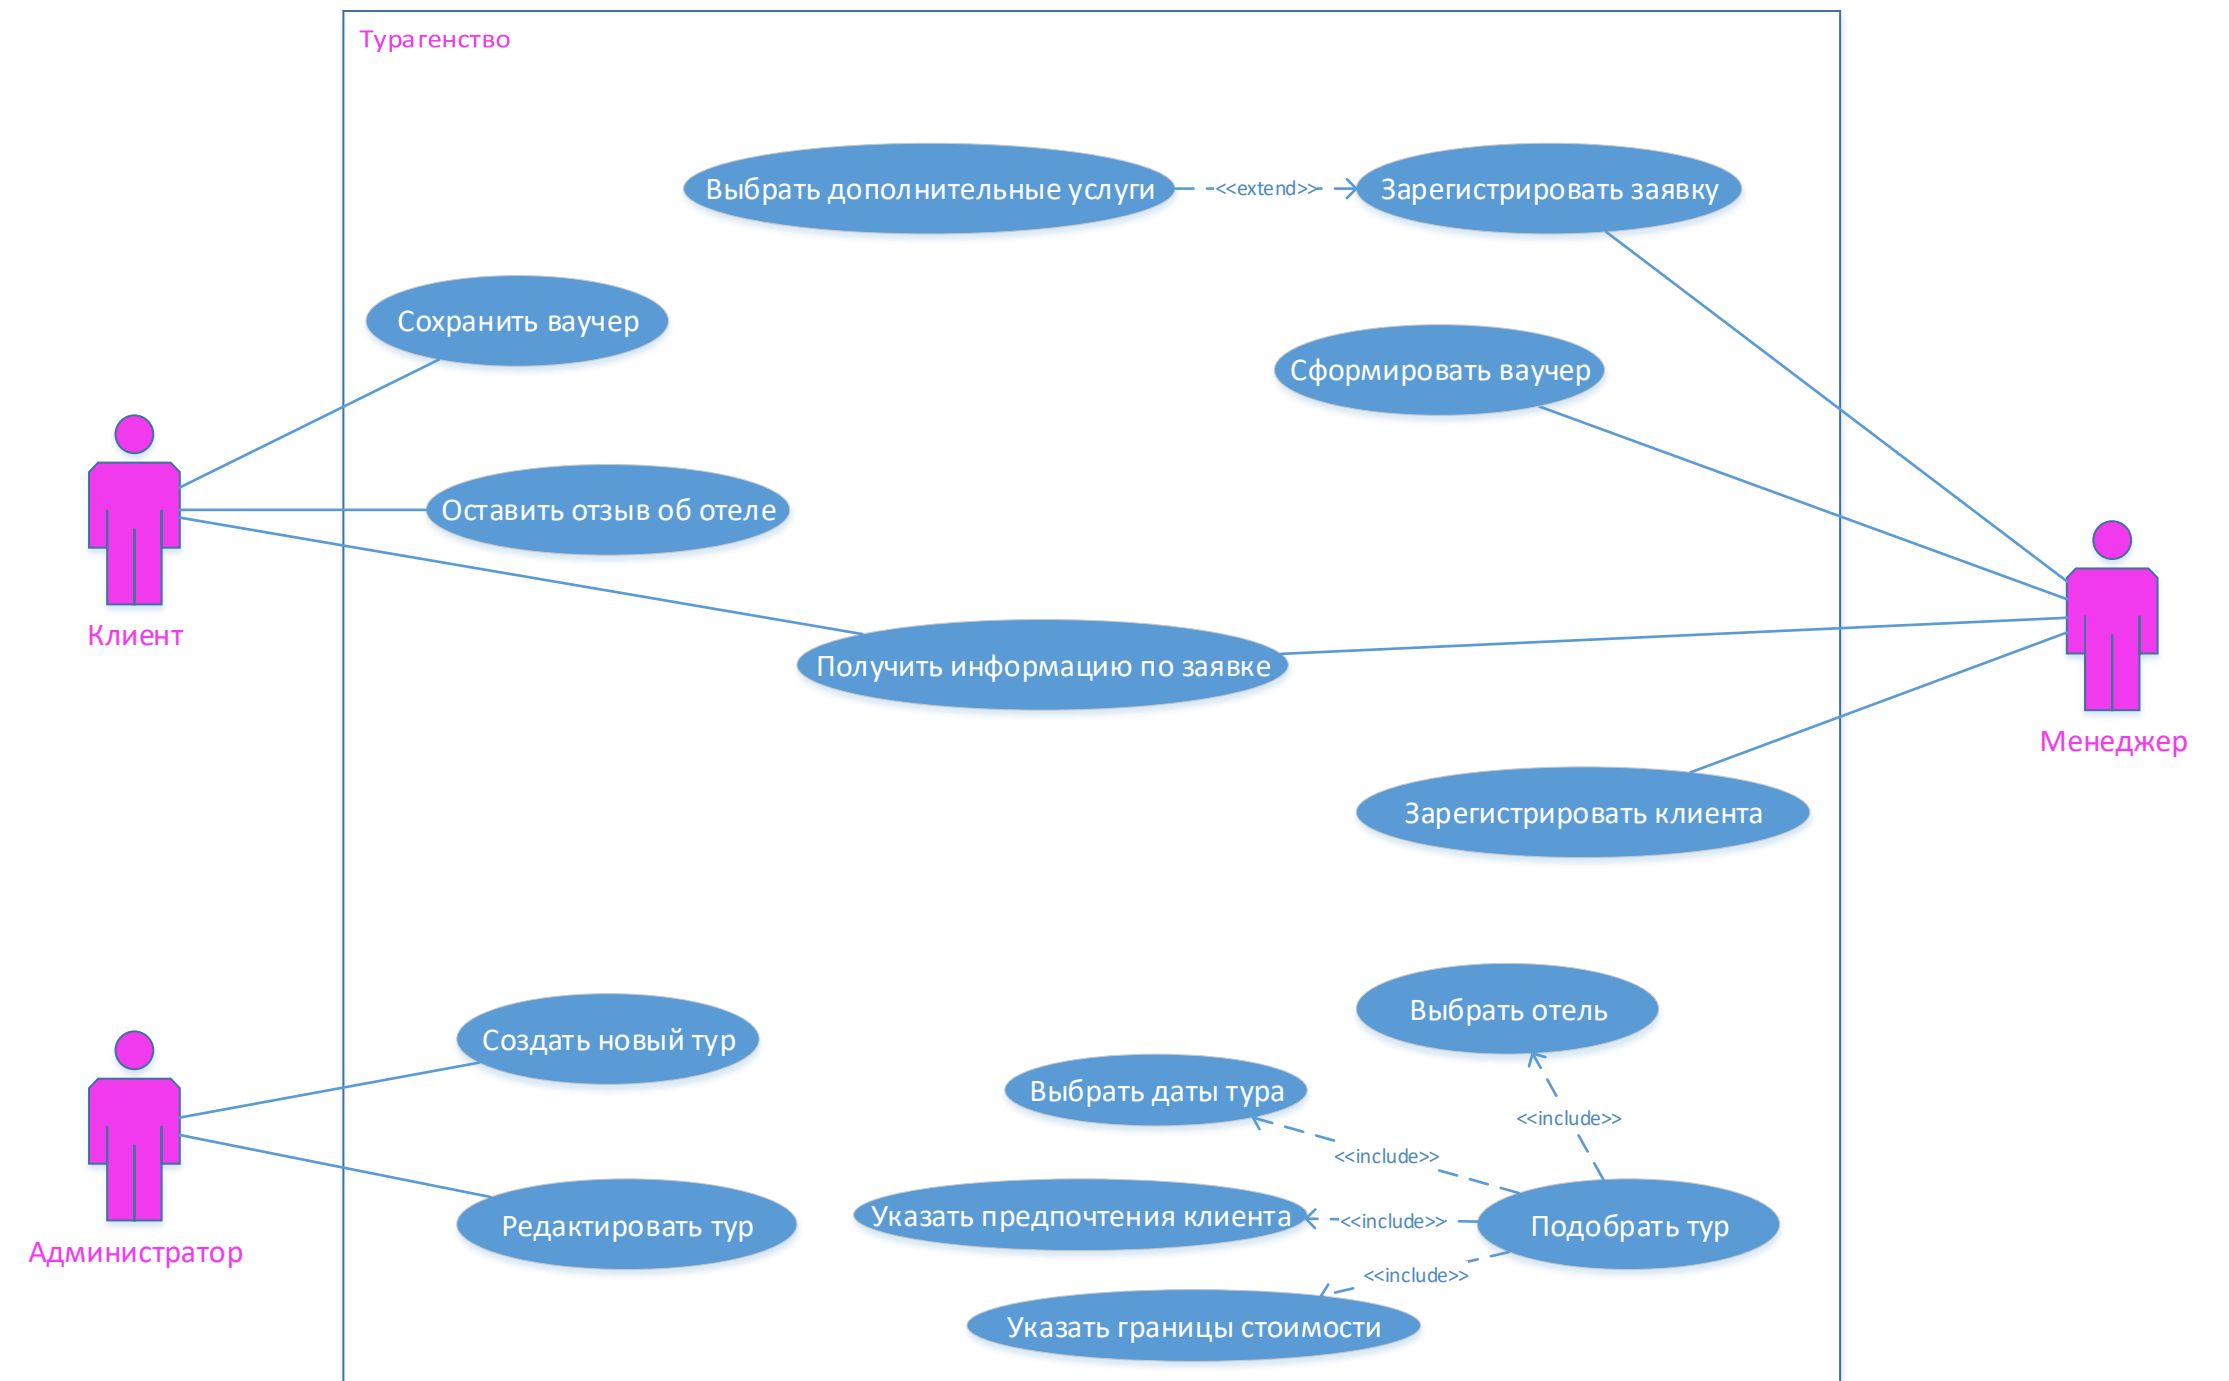 Турагенство
Выбрать дополнительные услуги
<<extend>>
Зарегистрировать заявку
Сохранить ваучер
Сформировать ваучер
Оставить отзыв об отеле
Клиент
Получить информацию по заявке
Менеджер
Зарегистрировать клиента
Выбрать отель
Создать новый тур
Выбрать даты тура
<<include>>
<<include>>
Указать предпочтения клиента
<<include>>
Подобрать тур
Редактировать тур
Администратор
<<include>>
Указать границы стоимости